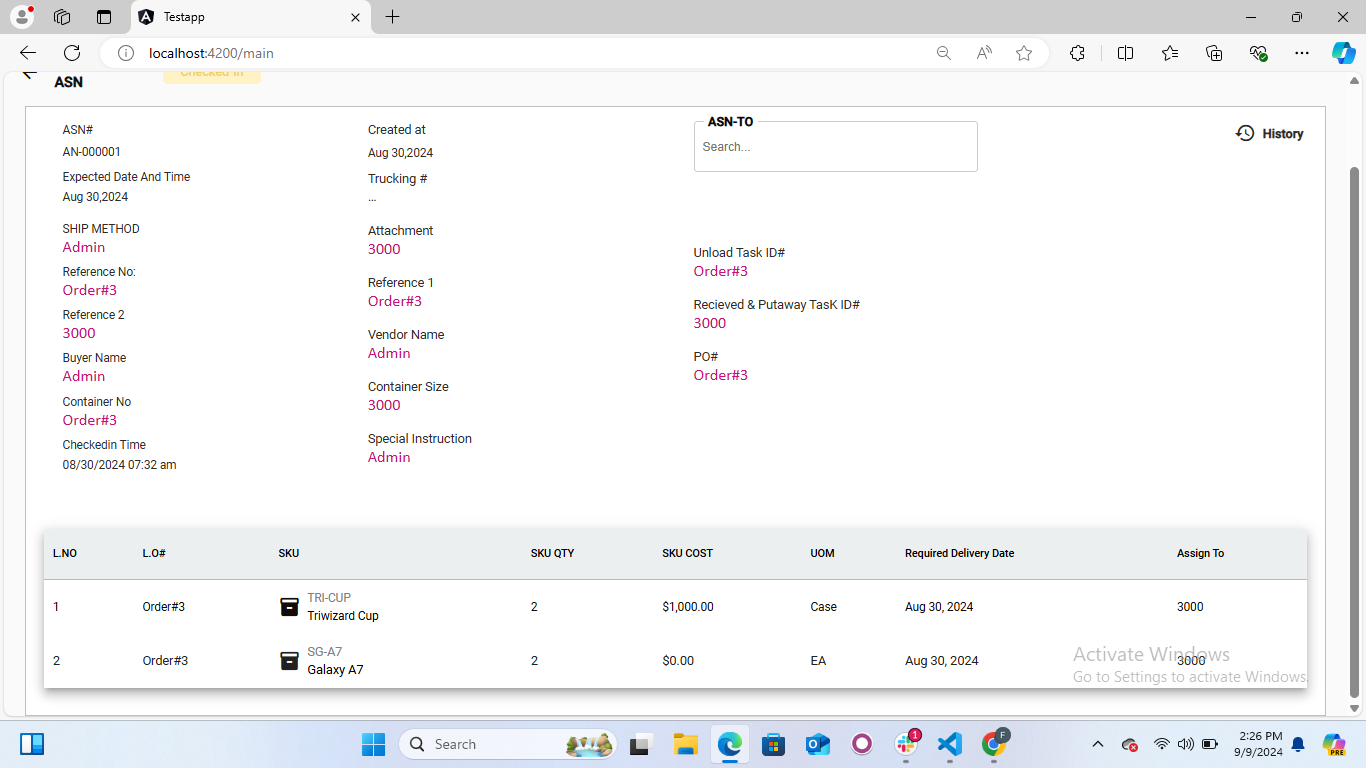 Testapp
localhost:4200/main
ASN
Checked In
ASN#
AN-000001
Expected Date And Time
Aug 30,2024
SHIP METHOD
Admin
Reference No:
Order#3
Reference 2
3000
Buyer Name
Admin
Container No
Order#3
Checkedin Time
08/30/2024 07:32 am
Created at
Aug 30,2024
Trucking #
...
Attachment
3000
Reference 1
Order#3
Vendor Name
Admin
Container Size
3000
Special Instruction
Admin
ASN-TO
Search...
Unload Task ID#
Order#3
Recieved & Putaway TasK ID#
3000
PO#
Order#3
History
L.NO L.O# SKU SKU QTY SKU COST UOM Required Delivery Date Assign To
1 Order#3 TRI-CUP Triwizard Cup 2 $1,000.00 Case Aug 30, 2024 3000
2 Order#3 SG-A7 Galaxy A7 2 $0.00 EA Aug 30, 2024 3000
Activate Windows
Go to Settings to activate Windows.
Search
1
F
2:26 PM
9/9/2024
PRE